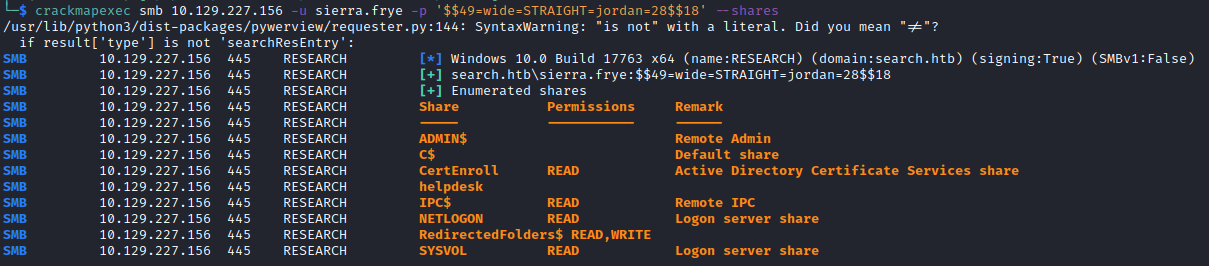 └─$ crackmapexec smb 10.129.227.156 -u sierra.frye -p '$$49=wide=STRAIGHT=jordan=28$$18' --shares
/usr/lib/python3/dist-packages/pywerview/requester.py:144: SyntaxWarning: "is not" with a literal. Did you mean "≠"?
  if result['type'] is not 'searchResEntry':
SMB         10.129.227.156  445    RESEARCH         [*] Windows 10.0 Build 17763 x64 (name:RESEARCH) (domain:search.htb) (signing:True) (SMBv1:False)
SMB         10.129.227.156  445    RESEARCH         [+] search.htb\sierra.frye:$$49=wide=STRAIGHT=jordan=28$$18
SMB         10.129.227.156  445    RESEARCH         [+] Enumerated shares
SMB         10.129.227.156  445    RESEARCH         Share           Permissions     Remark
SMB         10.129.227.156  445    RESEARCH         -----           -----------     ------
SMB         10.129.227.156  445    RESEARCH         ADMIN$                          Remote Admin
SMB         10.129.227.156  445    RESEARCH         C$                              Default share
SMB         10.129.227.156  445    RESEARCH         CertEnroll      READ            Active Directory Certificate Services share
SMB         10.129.227.156  445    RESEARCH         helpdesk
SMB         10.129.227.156  445    RESEARCH         IPC$            READ            Remote IPC
SMB         10.129.227.156  445    RESEARCH         NETLOGON        READ            Logon server share
SMB         10.129.227.156  445    RESEARCH         RedirectedFolders$ READ,WRITE
SMB         10.129.227.156  445    RESEARCH         SYSVOL          READ            Logon server share